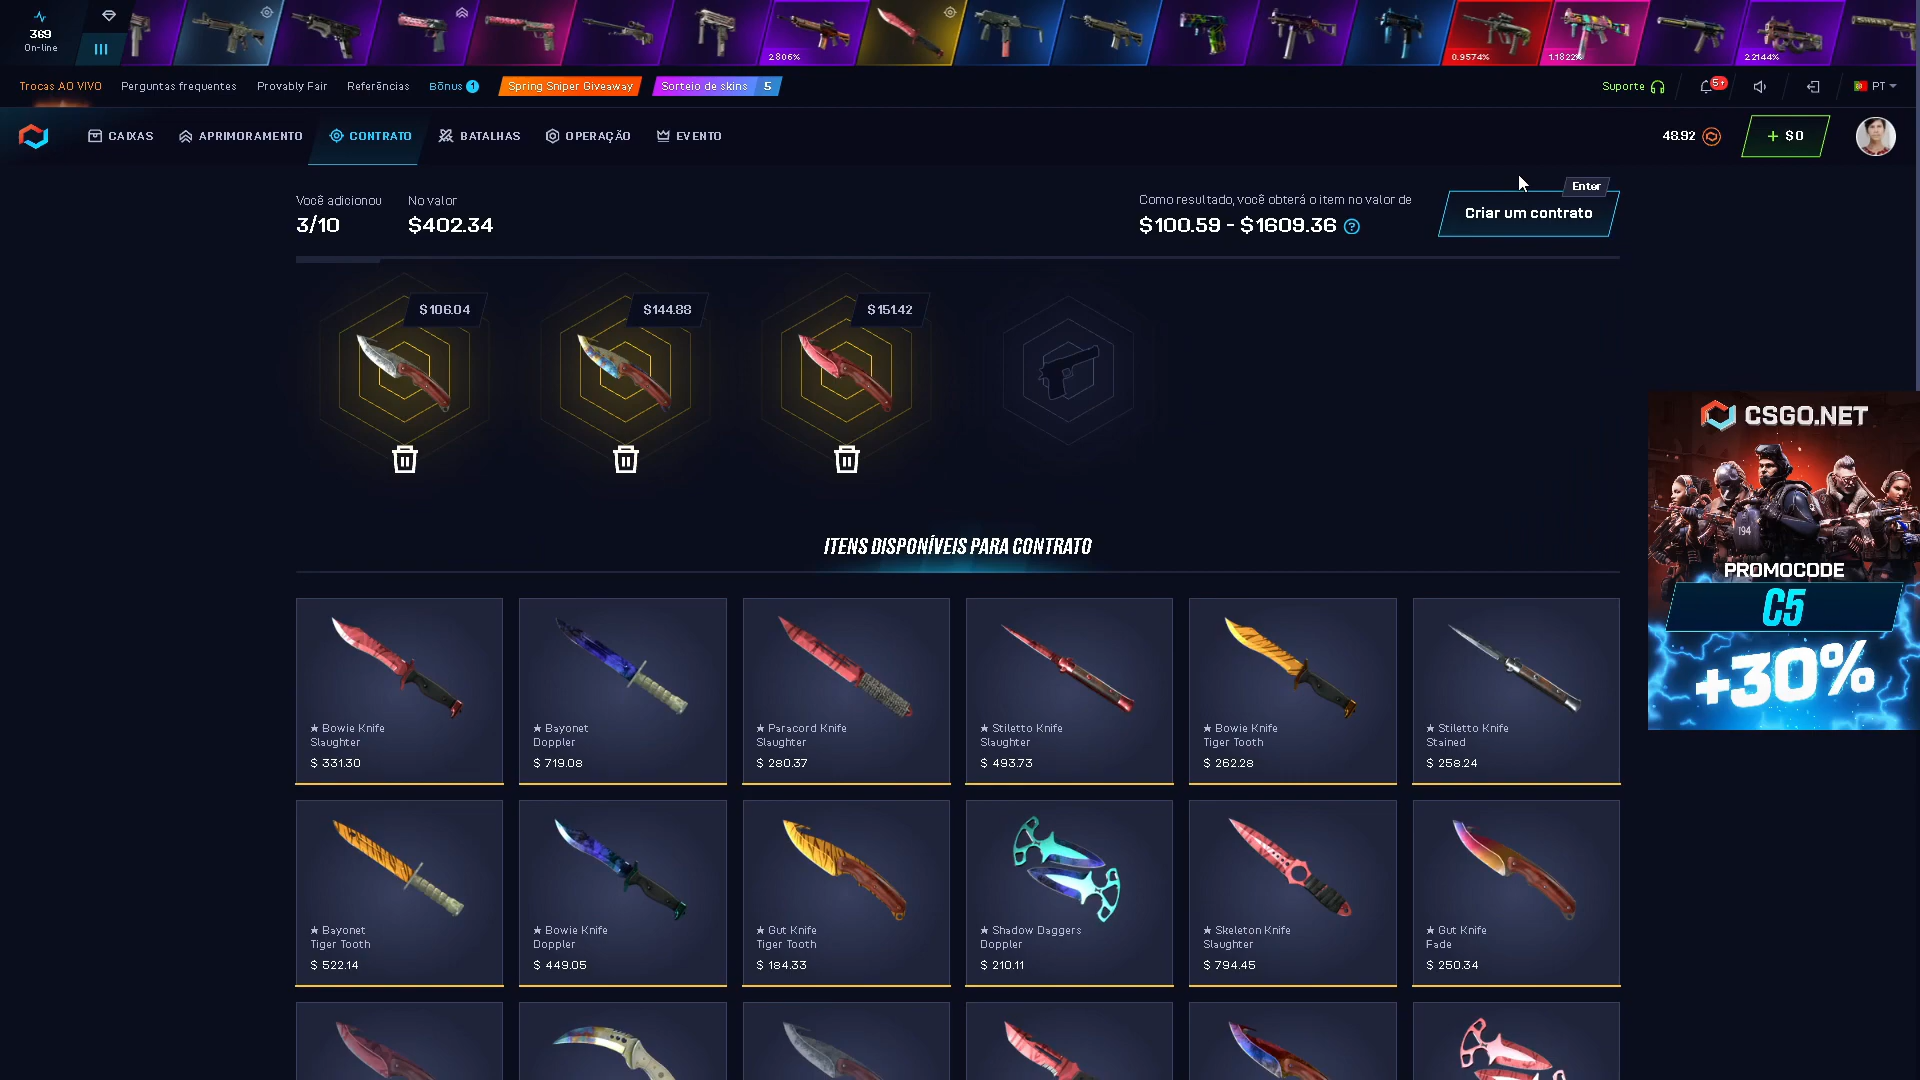 369
On-line
2.806%
0.9574%
1.1822%
2.2144%
Trocas AO VIVO
Perguntas frequentes
Provably Fair
Referências
Bônus 1
Spring Sniper Giveaway
Sorteio de skins 5
Suporte
5+
PT
CAIXAS
APRIMORAMENTO
CONTRATO
BATALHAS
OPERAÇÃO
EVENTO
48.92
+ $0
Você adicionou
3/10
No valor
$402.34
Como resultado, você obterá o item no valor de
$100.59 - $1609.36 ?
Enter
Criar um contrato
$106.04
$144.88
$151.42
CSGO.NET
194
PROMOCODE
C5
+30%
ITENS DISPONÍVEIS PARA CONTRATO
★ Bowie Knife
Slaughter
$ 331.30
★ Bayonet
Doppler
$ 719.08
★ Paracord Knife
Slaughter
$ 280.37
★ Stiletto Knife
Slaughter
$ 493.73
★ Bowie Knife
Tiger Tooth
$ 262.28
★ Stiletto Knife
Stained
$ 258.24
★ Bayonet
Tiger Tooth
$ 522.14
★ Bowie Knife
Doppler
$ 449.05
★ Gut Knife
Tiger Tooth
$ 184.33
★ Shadow Daggers
Doppler
$ 210.11
★ Skeleton Knife
Slaughter
$ 794.45
★ Gut Knife
Fade
$ 250.34